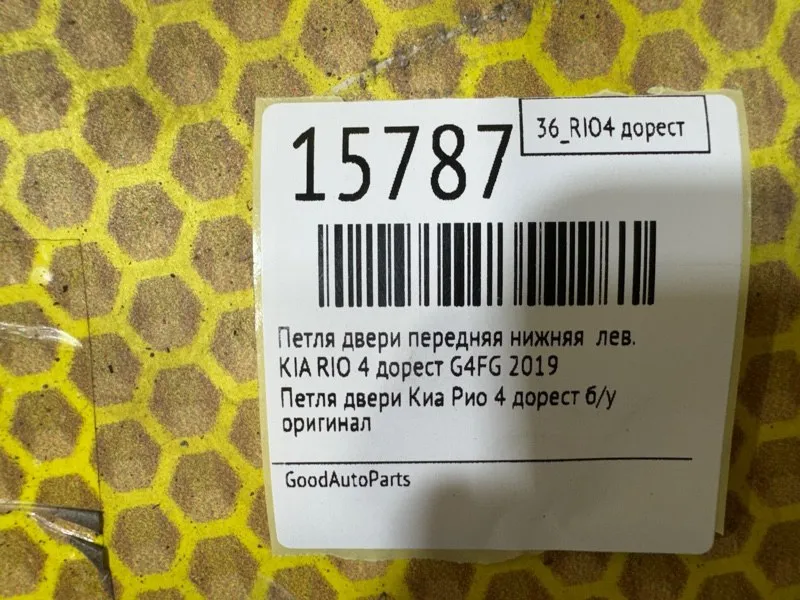 15787
36_RIO4 дорест
Петля двери передняя нижняя лев.
KIA RIO 4 дорест G4FG 2019
Петля двери Киа Рио 4 дорест б/у
оригинал
GoodAutoParts